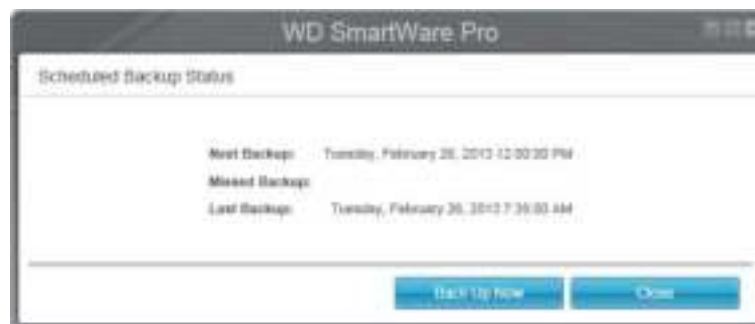 WD SmartWare Pro
Scheduled Backup Status
Next Backup: Tuesday, February 26, 2013 12:00:00 PM
Missed Backup:
Last Backup: Tuesday, February 26, 2013 7:36:00 AM
Back Up Now Close